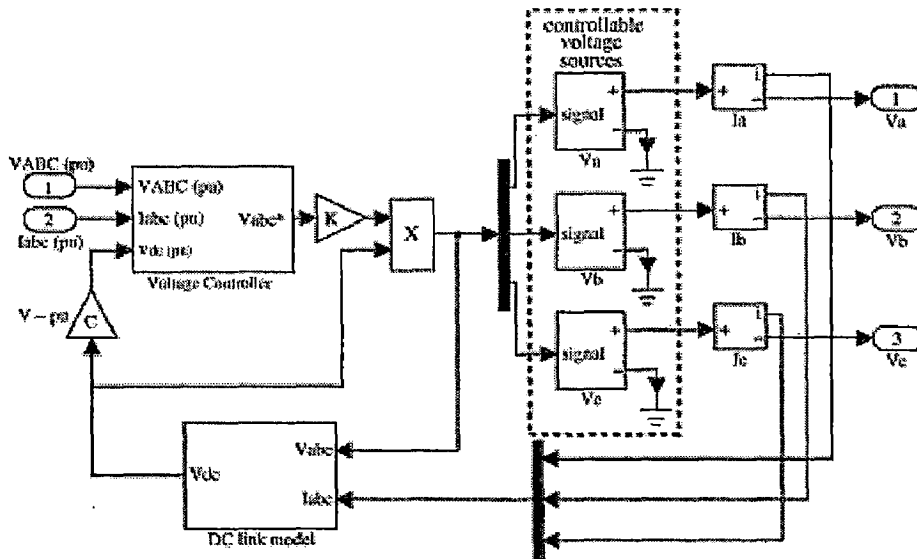 controllable
voltage
sources
+
signal
−
Va
+
i
−
Ia
1
Va
VABC (pu)
1
VABC (pu)
2
Iabc (pu)
Iabc (pu)
Vabc*
K
X
Vdc (pu)
Voltage Controller
V − pu
C
+
signal
−
Vb
+
i
−
Ib
2
Vb
+
signal
−
Vc
+
i
−
Ic
3
Vc
Vabc
Vdc
Iabc
DC link model